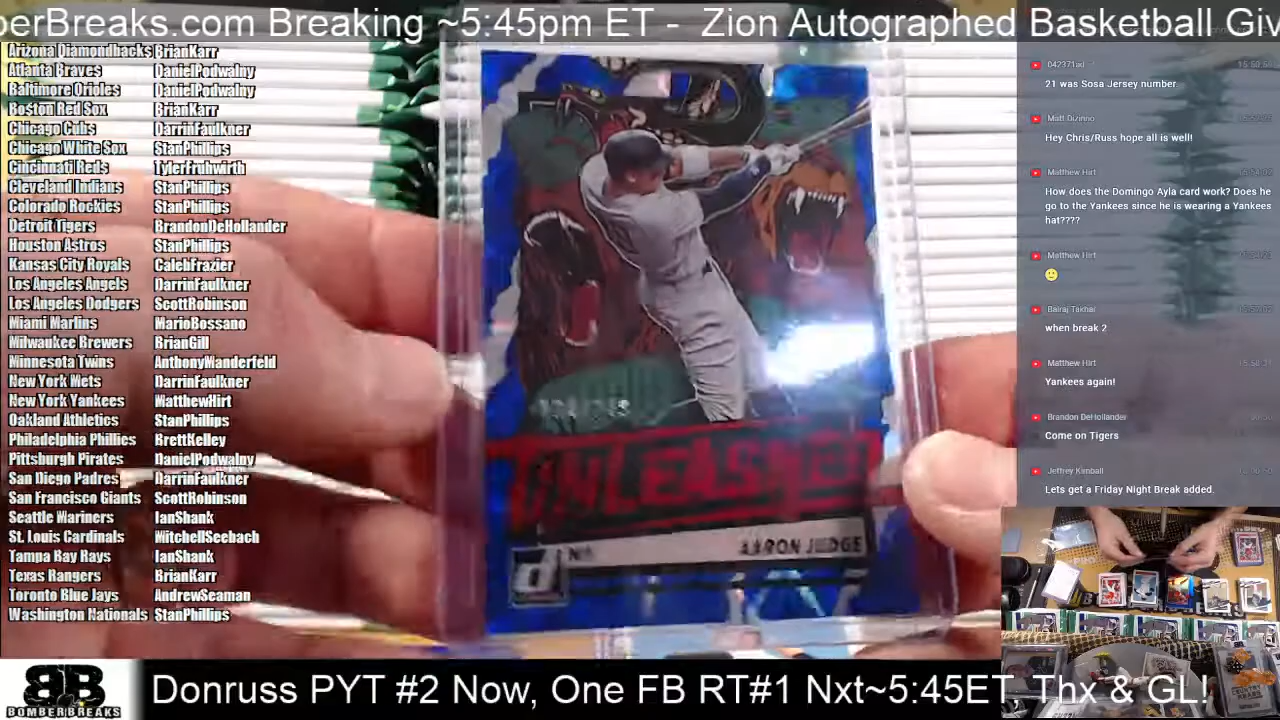 berBreaks.com Breaking ~5:45pm ET - Zion Autographed Basketball Giv
Arizona Diamondbacks BrianKarr
Atlanta Braves DanielPodwalny
Baltimore Orioles DanielPodwalny
Boston Red Sox BrianKarr
Chicago Cubs DarrinFaulkner
Chicago White Sox StanPhillips
Cincinnati Reds TylerFruhwirth
Cleveland Indians StanPhillips
Colorado Rockies StanPhillips
Detroit Tigers BrandonDeHollander
Houston Astros StanPhillips
Kansas City Royals CalebFrazier
Los Angeles Angels DarrinFaulkner
Los Angeles Dodgers ScottRobinson
Miami Marlins MarioBossano
Milwaukee Brewers BrianGill
Minnesota Twins AnthonyManderfeld
New York Mets DarrinFaulkner
New York Yankees MatthewHirt
Oakland Athletics StanPhillips
Philadelphia Phillies BrettKelley
Pittsburgh Pirates DanielPodwalny
San Diego Padres DarrinFaulkner
San Francisco Giants ScottRobinson
Seattle Mariners IanShank
St. Louis Cardinals MitchellSeebach
Tampa Bay Rays IanShank
Texas Rangers BrianKarr
Toronto Blue Jays AndrewSeaman
Washington Nationals StanPhillips
UNLEASHED
AARON JUDGE
21 was Sosa Jersey number.
Matt Dizinno
Hey Chris/Russ hope all is well!
Matthew Hirt
How does the Domingo Ayla card work? Does he
go to the Yankees since he is wearing a Yankees
hat????
Matthew Hirt
Balraj Takhar
when break 2
Matthew Hirt
Yankees again!
Brandon DeHollander
Come on Tigers
Jeffrey Kimball
Lets get a Friday Night Break added.
BB
BOMBERBREAKS
Donruss PYT #2 Now, One FB RT#1 Nxt~5:45ET. Thx & GL!